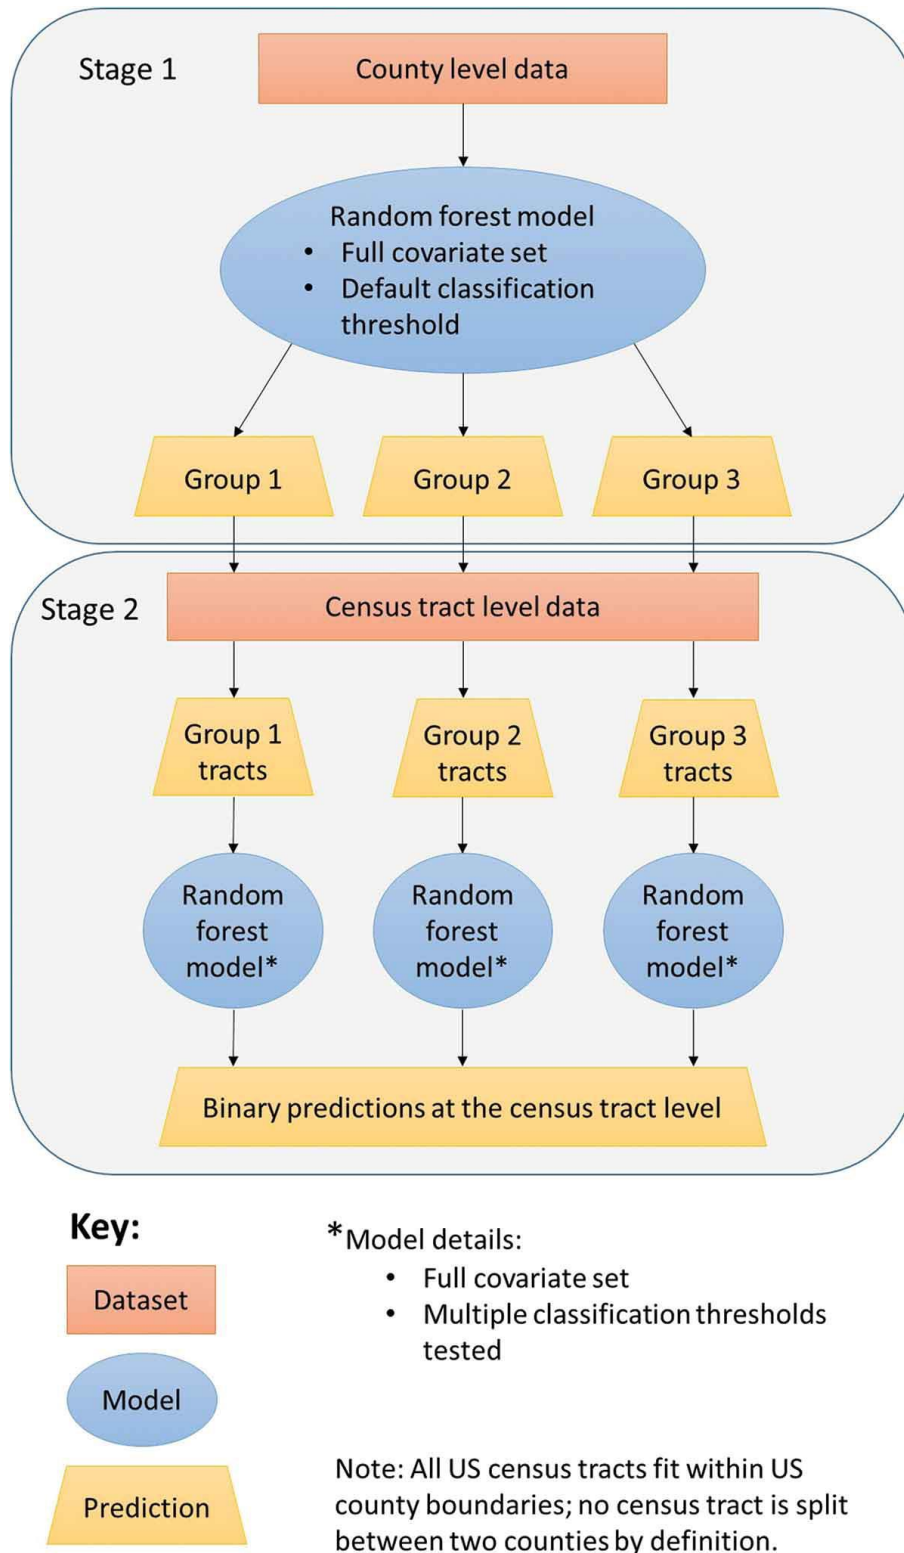 Stage 1
County level data
Random forest model
• Full covariate set
• Default classification
threshold
Group 1
Group 2
Group 3
Stage 2
Census tract level data
Group 1
tracts
Group 2
tracts
Group 3
tracts
Random
forest
model*
Random
forest
model*
Random
forest
model*
Binary predictions at the census tract level
Key:
Dataset
Model
Prediction
*Model details:
• Full covariate set
• Multiple classification thresholds
tested
Note: All US census tracts fit within US
county boundaries; no census tract is split
between two counties by definition.